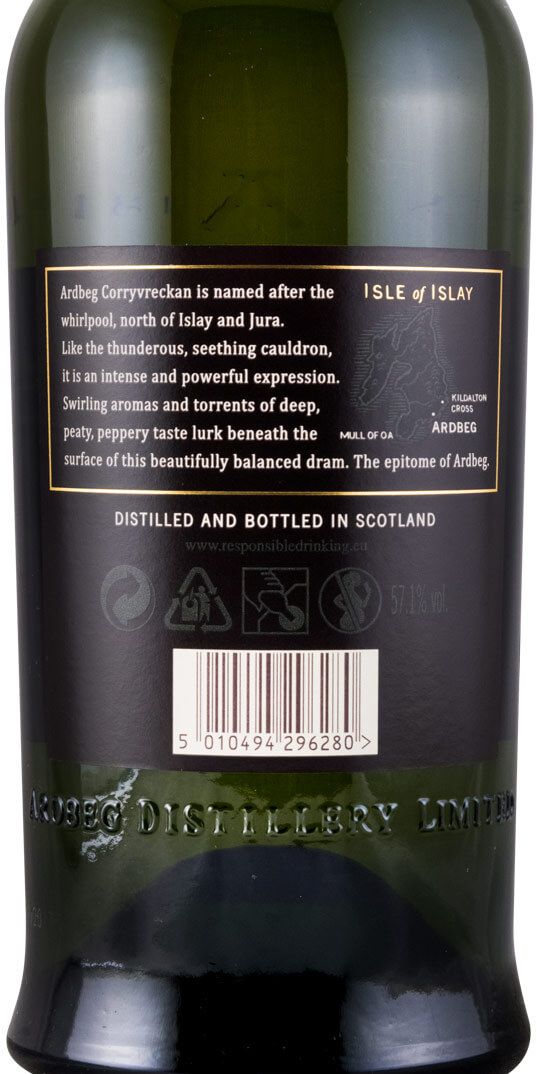 Ardbeg Corryvreckan is named after the
whirlpool, north of Islay and Jura.
Like the thunderous, seething cauldron,
it is an intense and powerful expression.
Swirling aromas and torrents of deep,
peaty, peppery taste lurk beneath the
surface of this beautifully balanced dram. The epitome of Ardbeg.
ISLE of ISLAY
KILDALTON
CROSS
ARDBEG
MULL OF OA
DISTILLED AND BOTTLED IN SCOTLAND
www.responsibledrinking.eu
57.1% vol.
5 010494 296280 >
ARDBEG DISTILLERY LIMITED